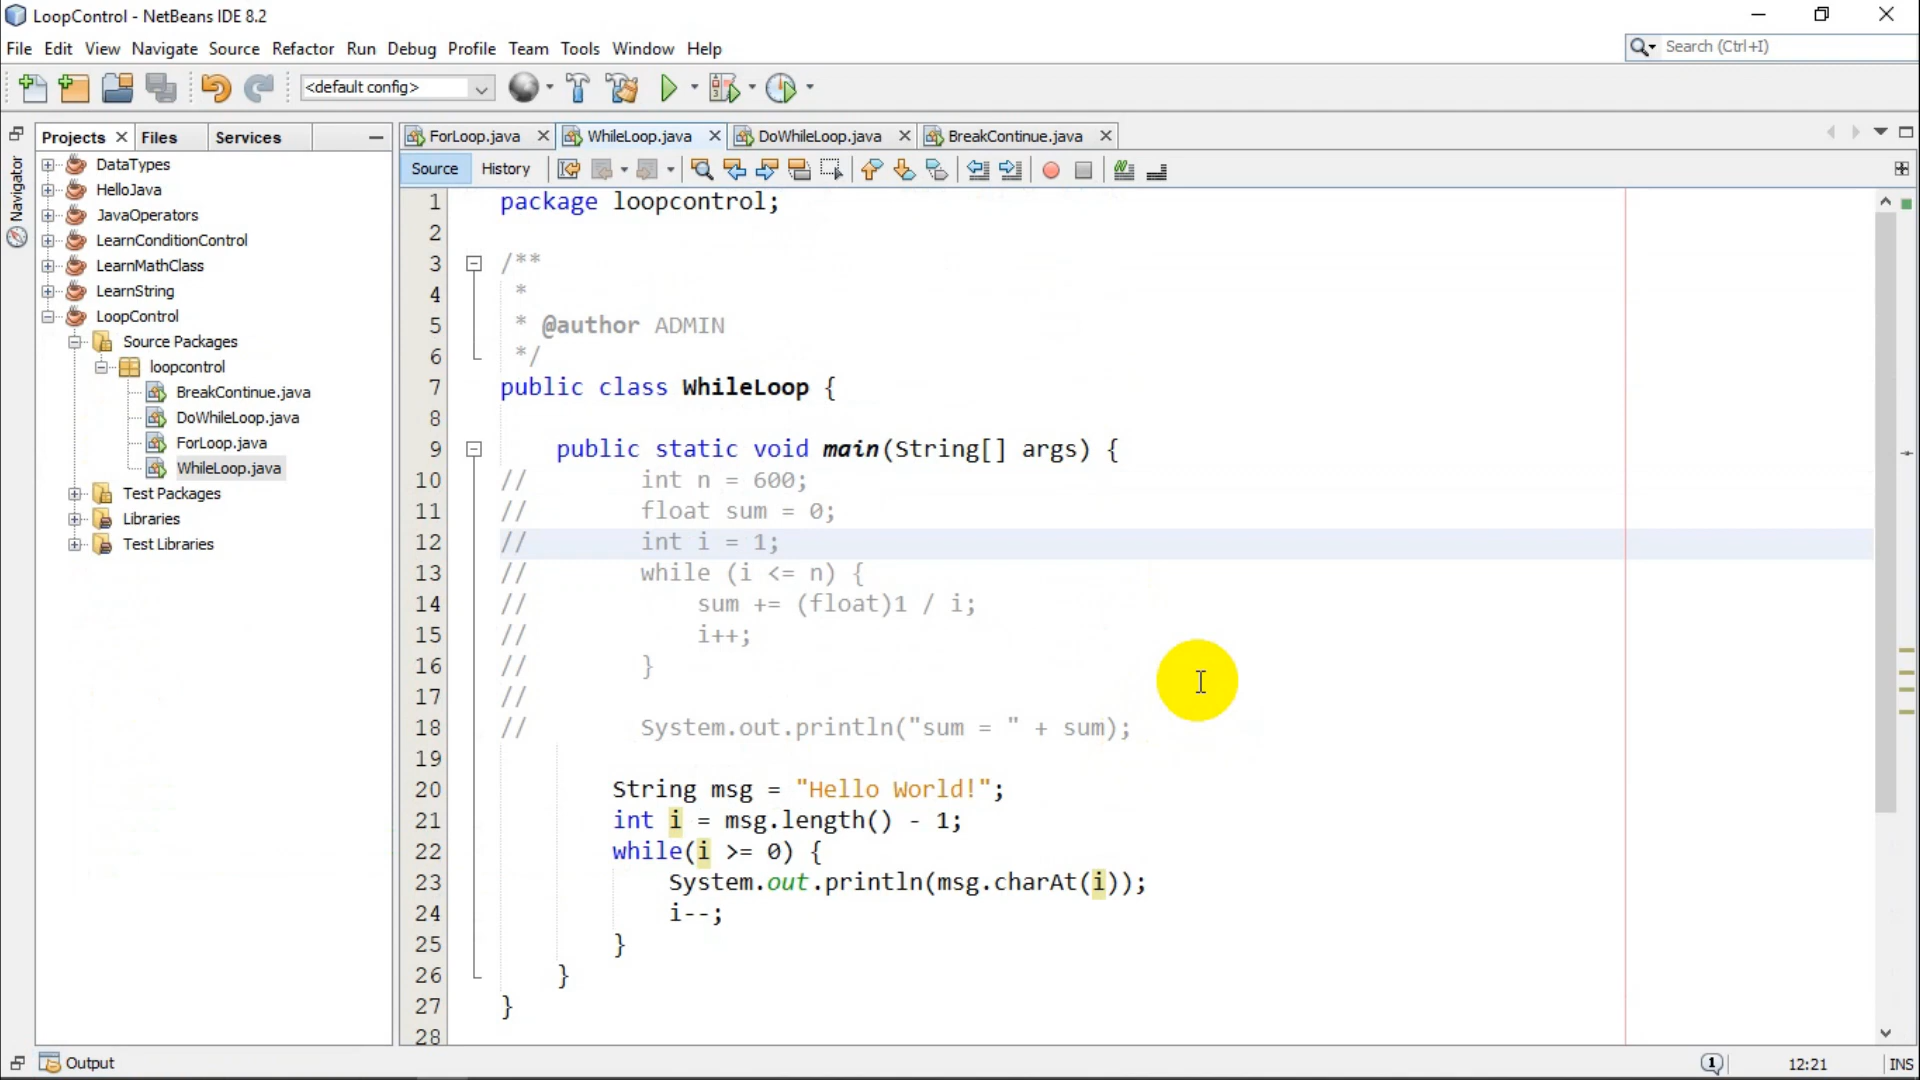 LoopControl - NetBeans IDE 8.2
File Edit View Navigate Source Refactor Run Debug Profile Team Tools Window Help
Search (Ctrl+I)
<default config>
Projects Files Services
ForLoop.java WhileLoop.java DoWhileLoop.java BreakContinue.java
Source History
Navigator
DataTypes
HelloJava
JavaOperators
LearnConditionControl
LearnMathClass
LearnString
LoopControl
Source Packages
loopcontrol
BreakContinue.java
DoWhileLoop.java
ForLoop.java
WhileLoop.java
Test Packages
Libraries
Test Libraries
1 package loopcontrol;
2
3 /**
4 *
5 * @author ADMIN
6 */
7 public class WhileLoop {
8
9 public static void main(String[] args) {
10 // int n = 600;
11 // float sum = 0;
12 // int i = 1;
13 // while (i <= n) {
14 // sum += (float)1 / i;
15 // i++;
16 // }
17 //
18 // System.out.println("sum = " + sum);
19
20 String msg = "Hello World!";
21 int i = msg.length() - 1;
22 while(i >= 0) {
23 System.out.println(msg.charAt(i));
24 i--;
25 }
26 }
27 }
28
Output
1
12:21 INS